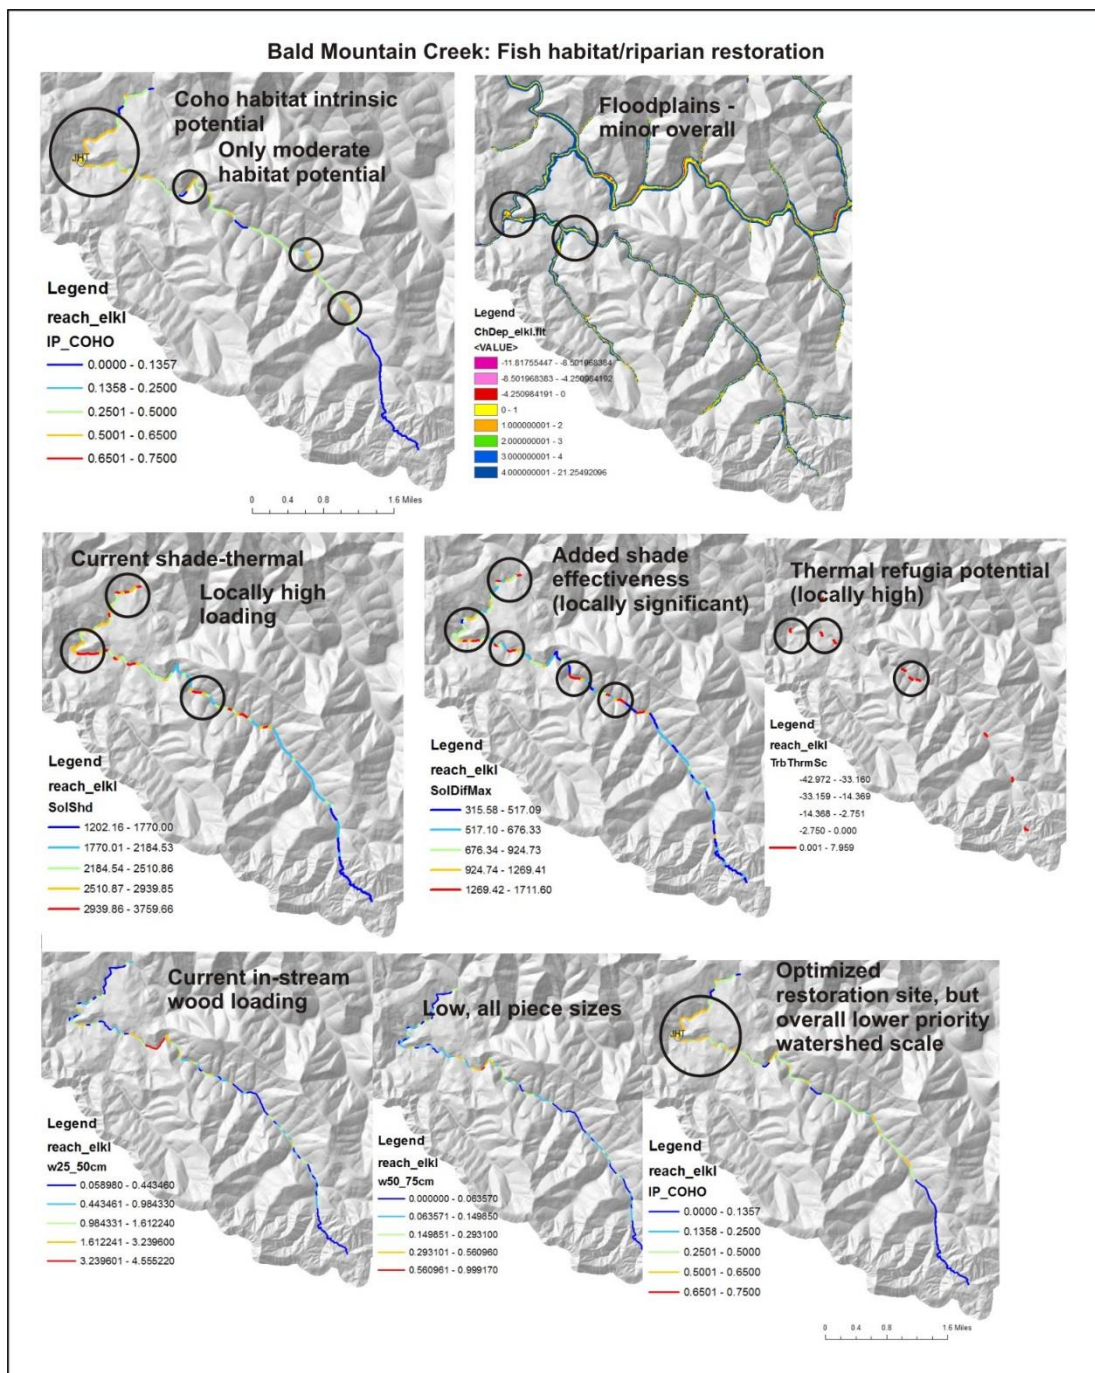 Bald Mountain Creek: Fish habitat/riparian restoration
Coho habitat intrinsic
potential
Only moderate
habitat potential
JHT
Legend
reach_elkl
IP_COHO
0.0000 - 0.1357
0.1358 - 0.2500
0.2501 - 0.5000
0.5001 - 0.6500
0.6501 - 0.7500
0 0.4 0.8 1.6 Miles
Floodplains -
minor overall
Legend
ChDep_elkl.flt
<VALUE>
-11.81755447 - -8.501968384
-8.501968383 - -4.250984192
-4.250984191 - 0
0 - 1
1.000000001 - 2
2.000000001 - 3
3.000000001 - 4
4.000000001 - 21.25492096
Current shade-thermal
Locally high
loading
Legend
reach_elkl
SolShd
1202.16 - 1770.00
1770.01 - 2184.53
2184.54 - 2510.86
2510.87 - 2939.85
2939.86 - 3759.66
Added shade
effectiveness
(locally significant)
Legend
reach_elkl
SolDifMax
315.58 - 517.09
517.10 - 676.33
676.34 - 924.73
924.74 - 1269.41
1269.42 - 1711.60
Thermal refugia potential
(locally high)
Legend
reach_elkl
TrbThrmSc
-42.972 - -33.160
-33.159 - -14.369
-14.368 - -2.751
-2.750 - 0.000
0.001 - 7.959
Current in-stream
wood loading
Legend
reach_elkl
w25_50cm
0.058980 - 0.443460
0.443461 - 0.984330
0.984331 - 1.612240
1.612241 - 3.239600
3.239601 - 4.555220
Low, all piece sizes
Legend
reach_elkl
w50_75cm
0.000000 - 0.063570
0.063571 - 0.149850
0.149851 - 0.293100
0.293101 - 0.560960
0.560961 - 0.999170
Optimized
restoration site, but
overall lower priority
watershed scale
JHT
Legend
reach_elkl
IP_COHO
0.0000 - 0.1357
0.1358 - 0.2500
0.2501 - 0.5000
0.5001 - 0.6500
0.6501 - 0.7500
0 0.4 0.8 1.6 Miles